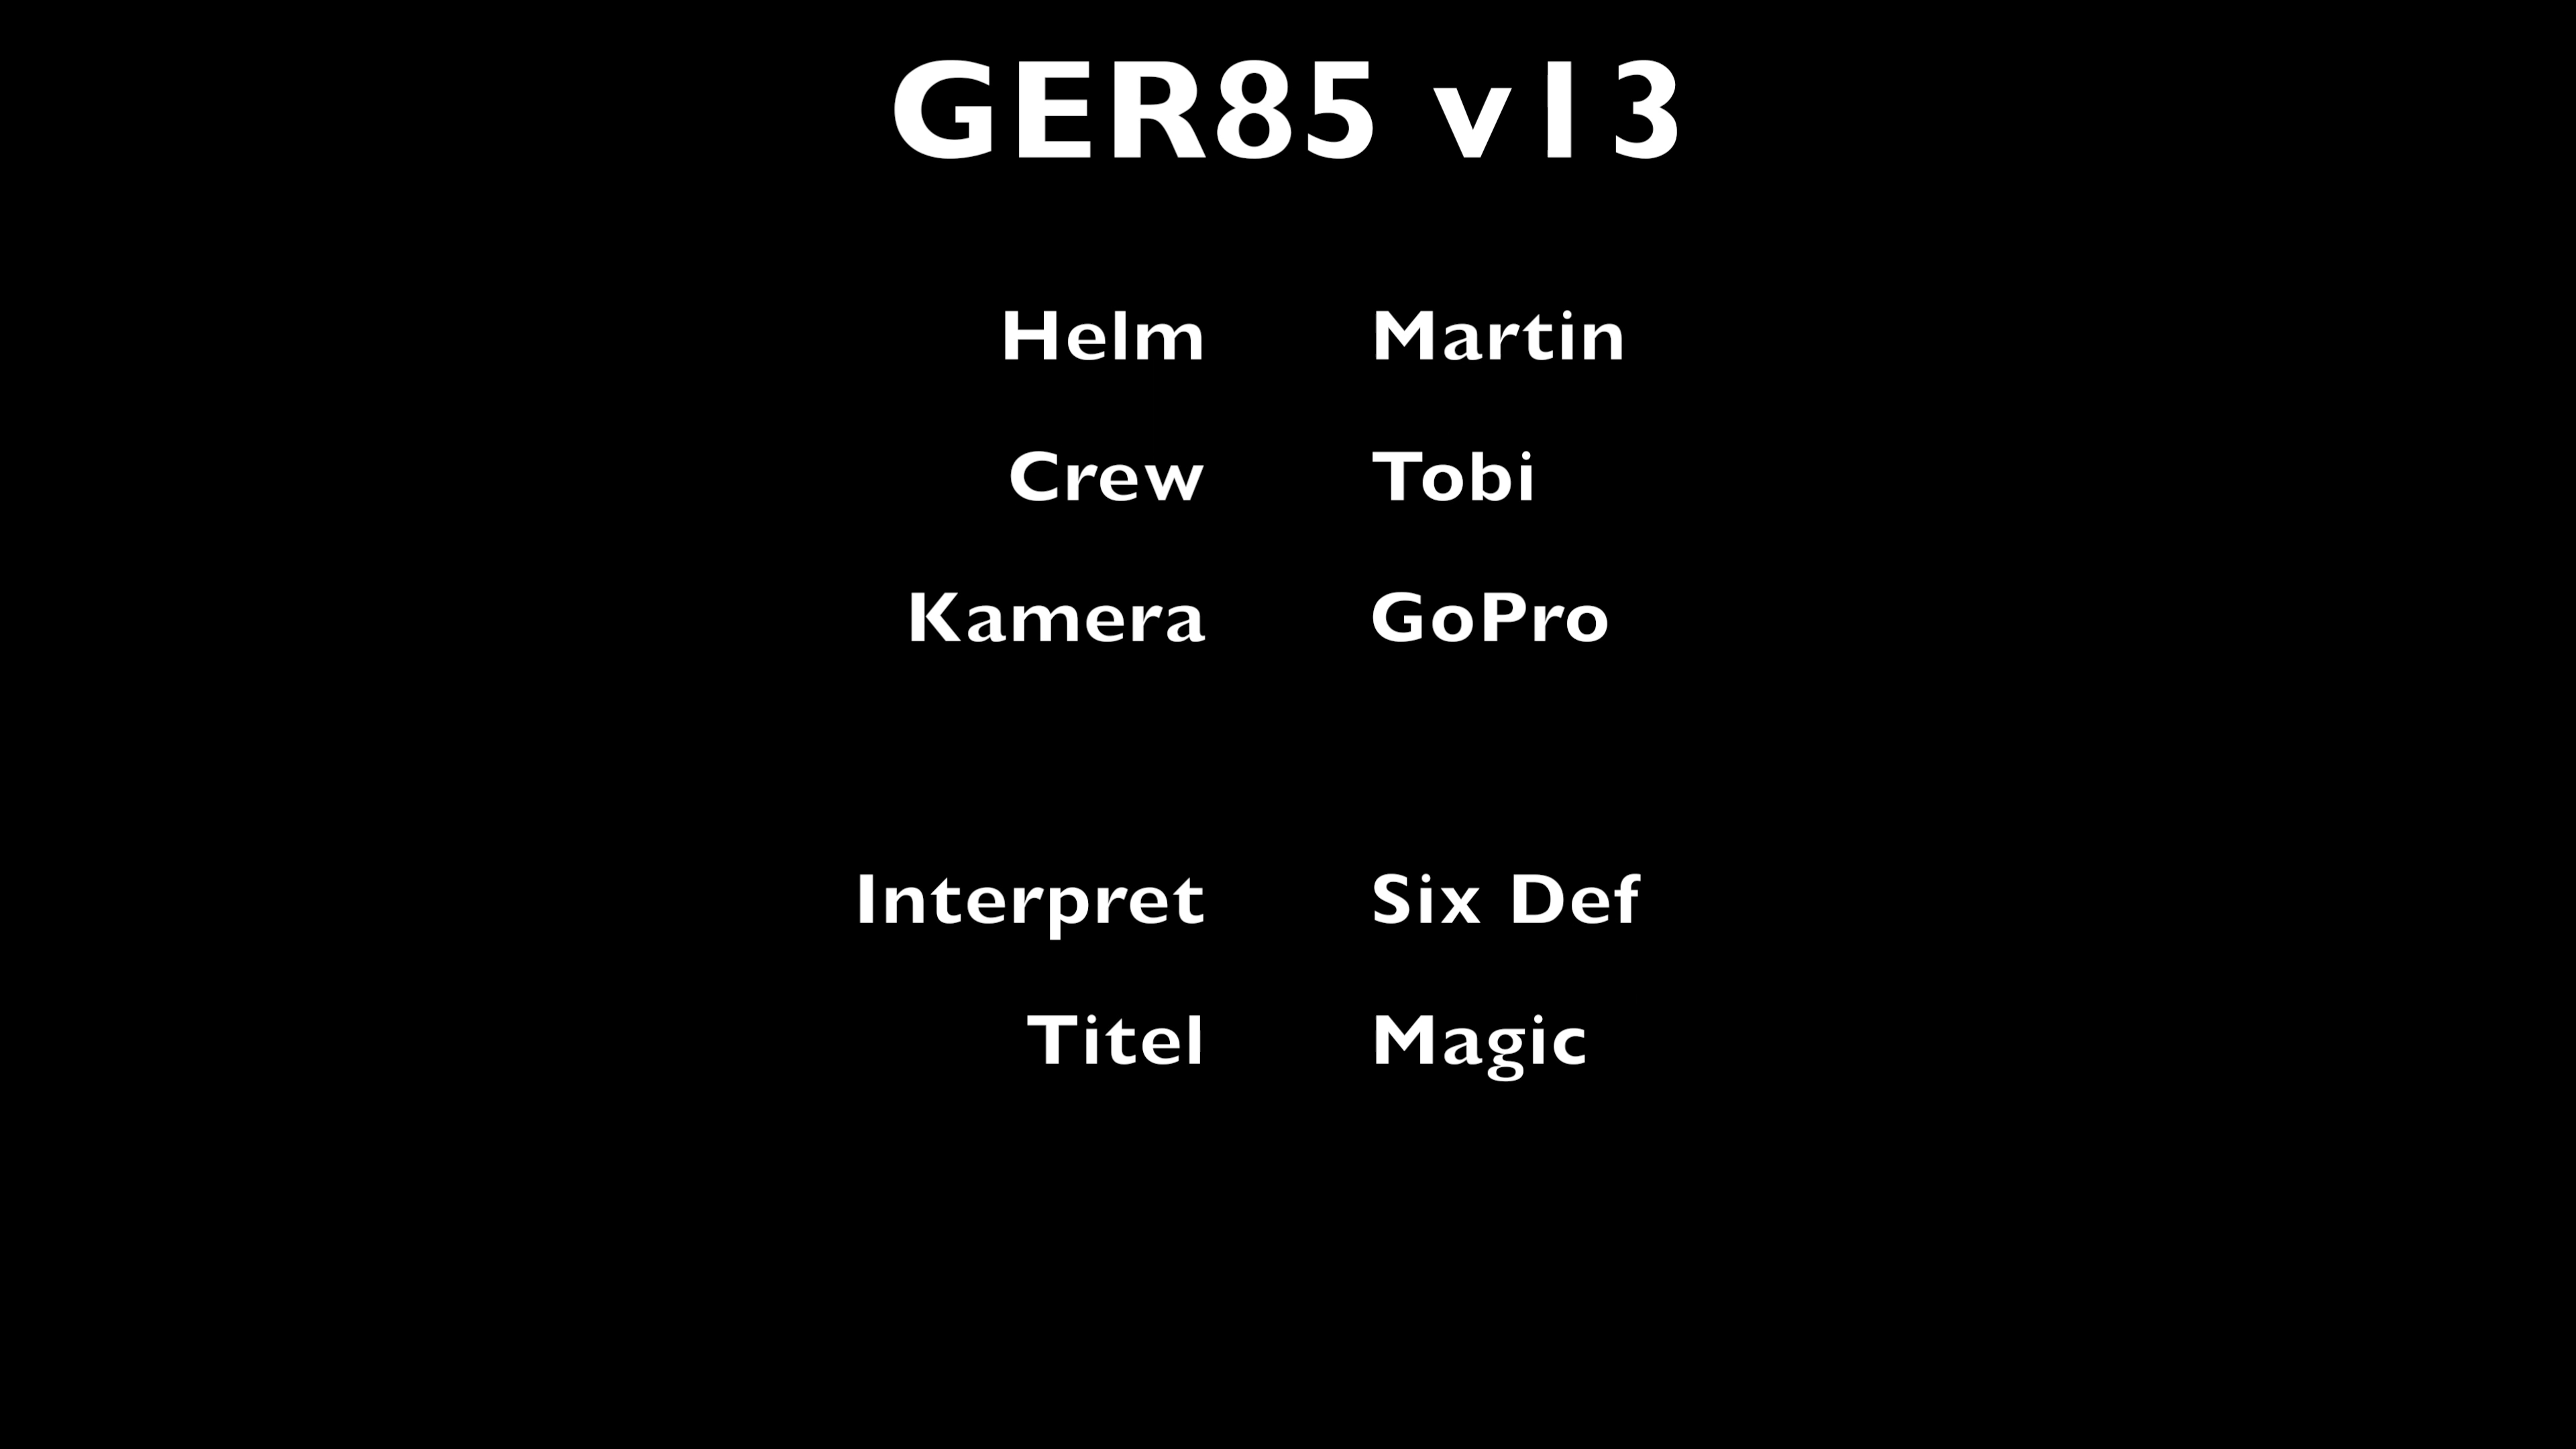 GER85 v13
Helm Martin
Crew Tobi
Kamera GoPro
Interpret Six Def
Titel Magic